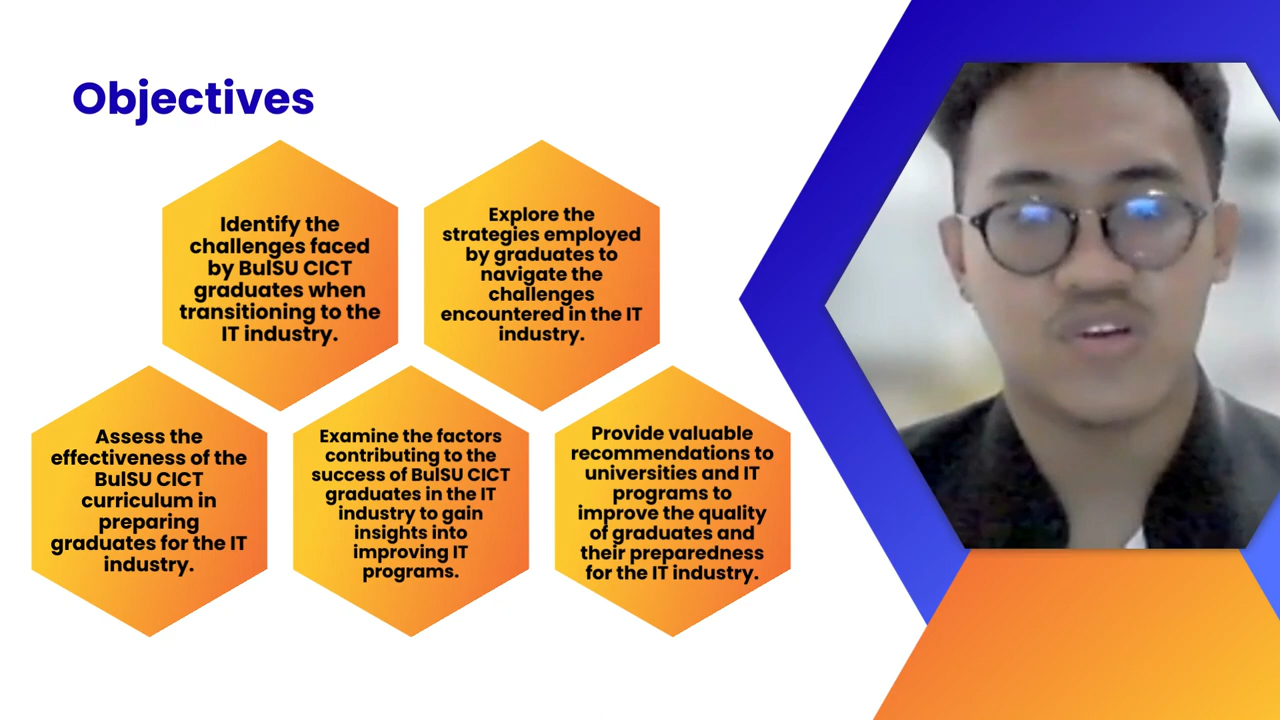 Objectives
Identify the
challenges faced
by BulSU CICT
graduates when
transitioning to the
IT industry.
Explore the
strategies employed
by graduates to
navigate the
challenges
encountered in the IT
industry.
Assess the
effectiveness of the
BulSU CICT
curriculum in
preparing
graduates for the IT
industry.
Examine the factors
contributing to the
success of BulSU CICT
graduates in the IT
industry to gain
insights into
improving IT
programs.
Provide valuable
recommendations to
universities and IT
programs to
improve the quality
of graduates and
their preparedness
for the IT industry.